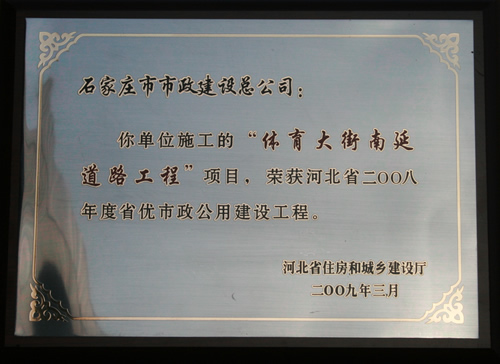 石家庄市市政建设总公司：
你单位施工的“体育大街南延
道路工程”项目，荣获河北省二〇〇八
年度省优市政公用建设工程。
河北省住房和城乡建设厅
二〇〇九年三月